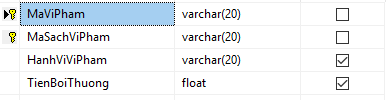 MaViPham varchar(20)
MaSachViPham varchar(20)
HanhViViPham varchar(20)
TienBoiThuong float